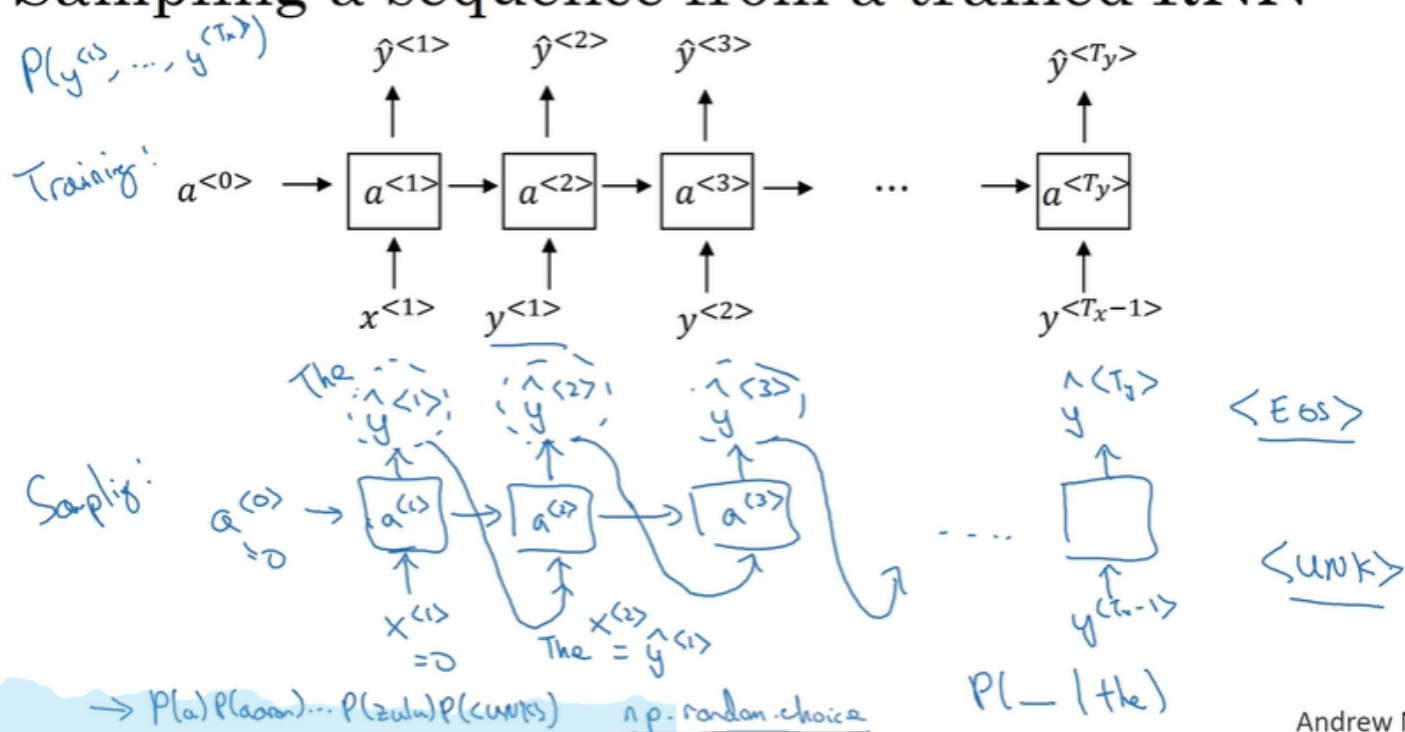 Sampling a sequence from a trained RNN
P(y^<1>, ..., y^<Tx>)
ŷ^<1> ŷ^<2> ŷ^<3> ŷ^<Ty>
Training:
a^<0> a^<1> a^<2> a^<3> ... a^<Ty>
x^<1> y^<1> y^<2> y^<Tx-1>
The ŷ^<1> ŷ^<2> ŷ^<3> ŷ^<Ty> <EOS>
Sampling:
a^<0> =0 a^<1> a^<2> a^<3> .... <UNK>
x^<1> =0 The x^<2> = ŷ^<1> y^<Tx-1>
→ P(a) P(aaron) ... P(zulu) P(<UNK>) np.random.choice P(_ | the)
Andrew